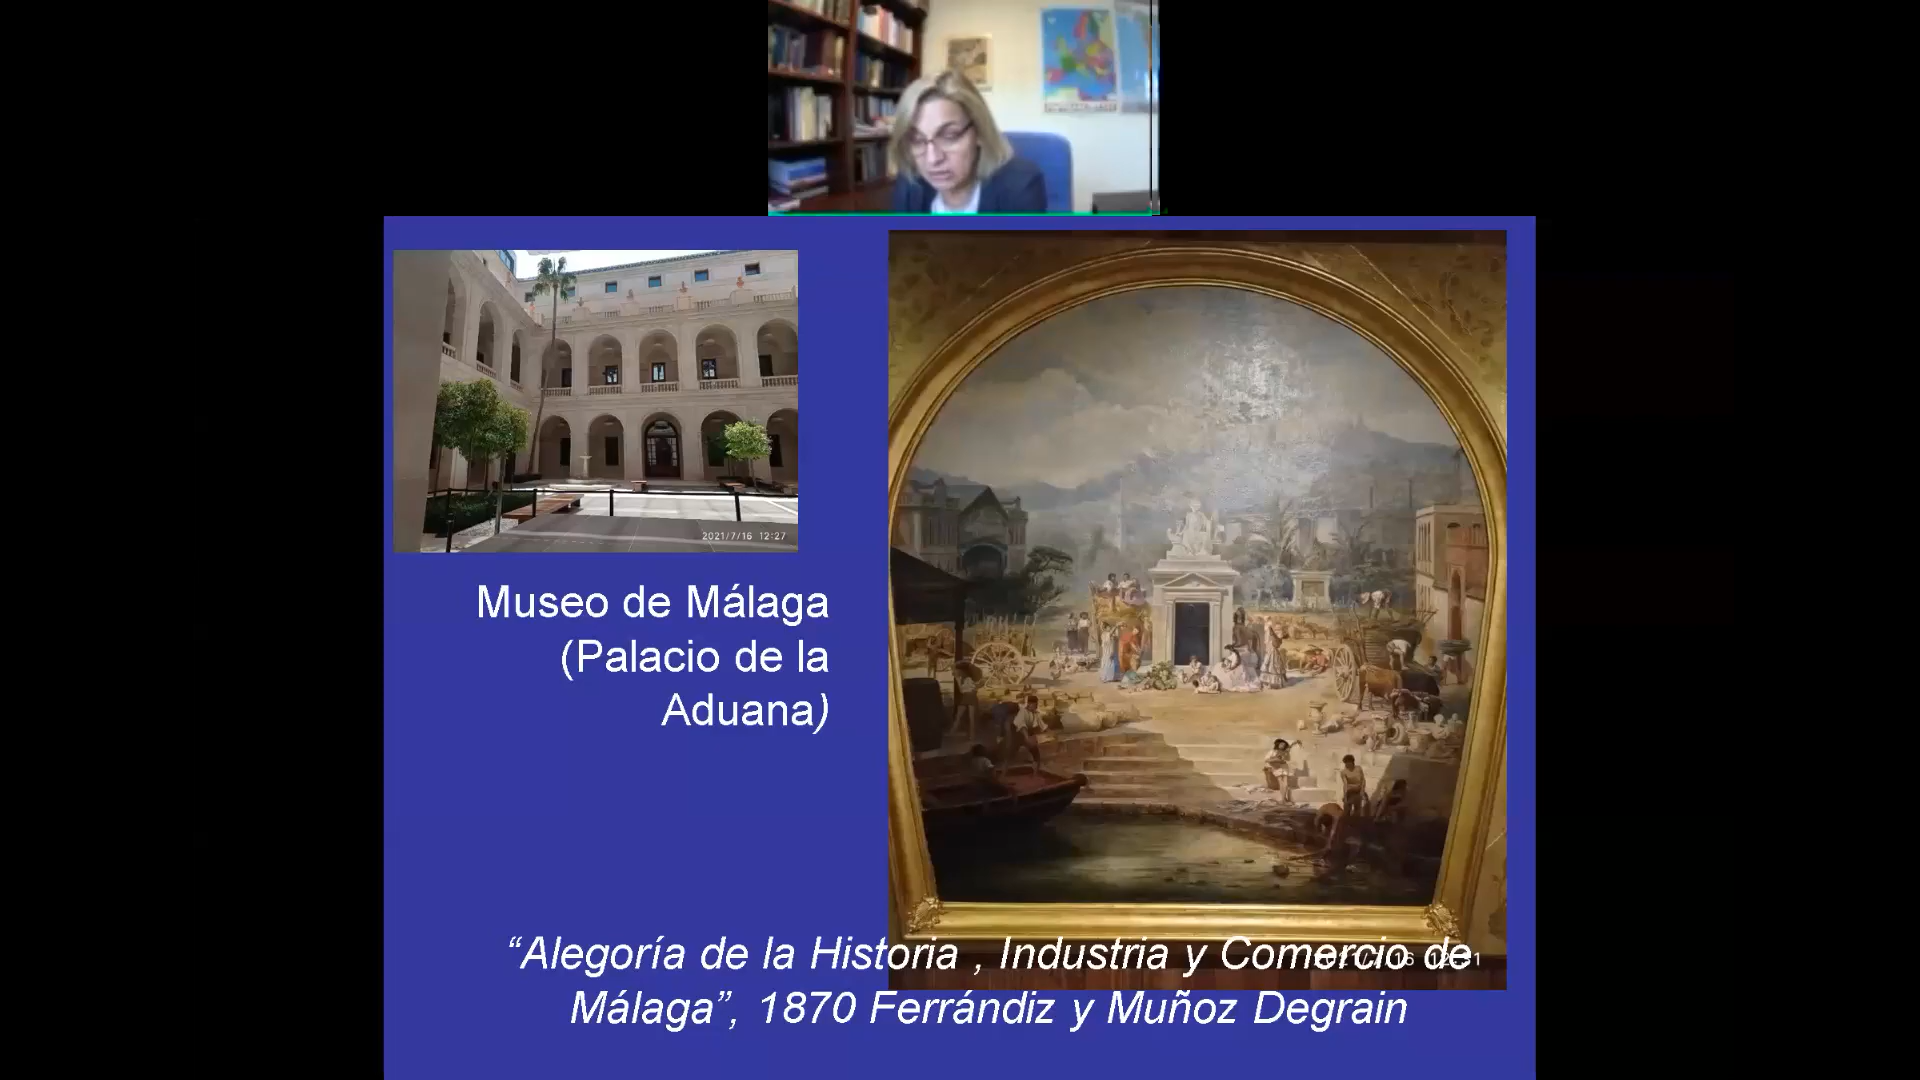 2021/7/16 12:27
Museo de Málaga
(Palacio de la
Aduana)
“Alegoría de la Historia , Industria y Comercio de
Málaga”, 1870 Ferrándiz y Muñoz Degrain